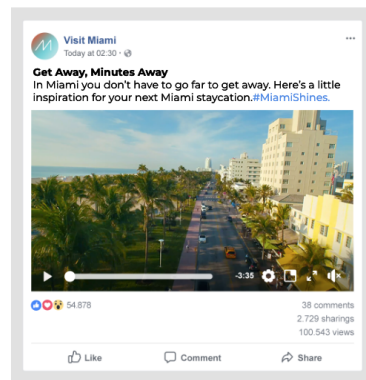 Visit Miami
Today at 02:30 ·
Get Away, Minutes Away
In Miami you don't have to go far to get away. Here's a little
inspiration for your next Miami staycation.#MiamiShines.
-3:35
54.878
38 comments
2.729 sharings
100.543 views
Like
Comment
Share